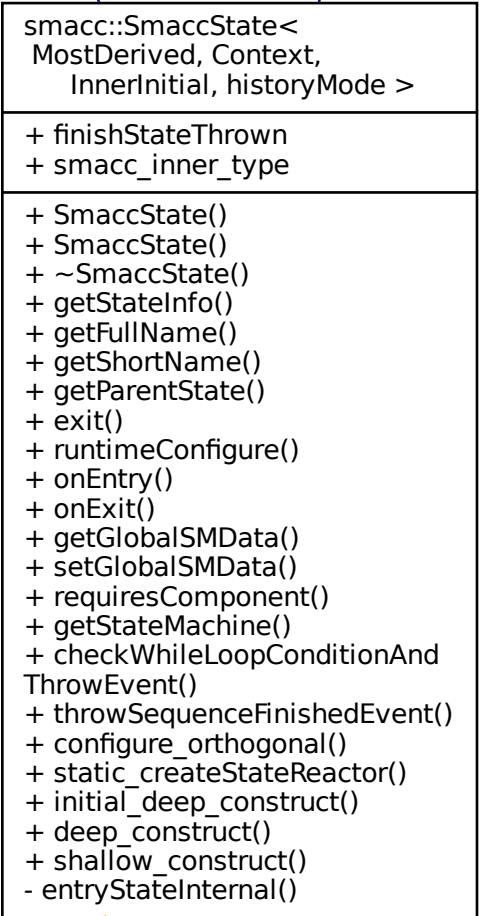 smacc::SmaccState<
MostDerived, Context,
InnerInitial, historyMode >
+ finishStateThrown
+ smacc_inner_type
+ SmaccState()
+ SmaccState()
+ ~SmaccState()
+ getStateInfo()
+ getFullName()
+ getShortName()
+ getParentState()
+ exit()
+ runtimeConfigure()
+ onEntry()
+ onExit()
+ getGlobalSMData()
+ setGlobalSMData()
+ requiresComponent()
+ getStateMachine()
+ checkWhileLoopConditionAnd
ThrowEvent()
+ throwSequenceFinishedEvent()
+ configure_orthogonal()
+ static_createStateReactor()
+ initial_deep_construct()
+ deep_construct()
+ shallow_construct()
- entryStateInternal()